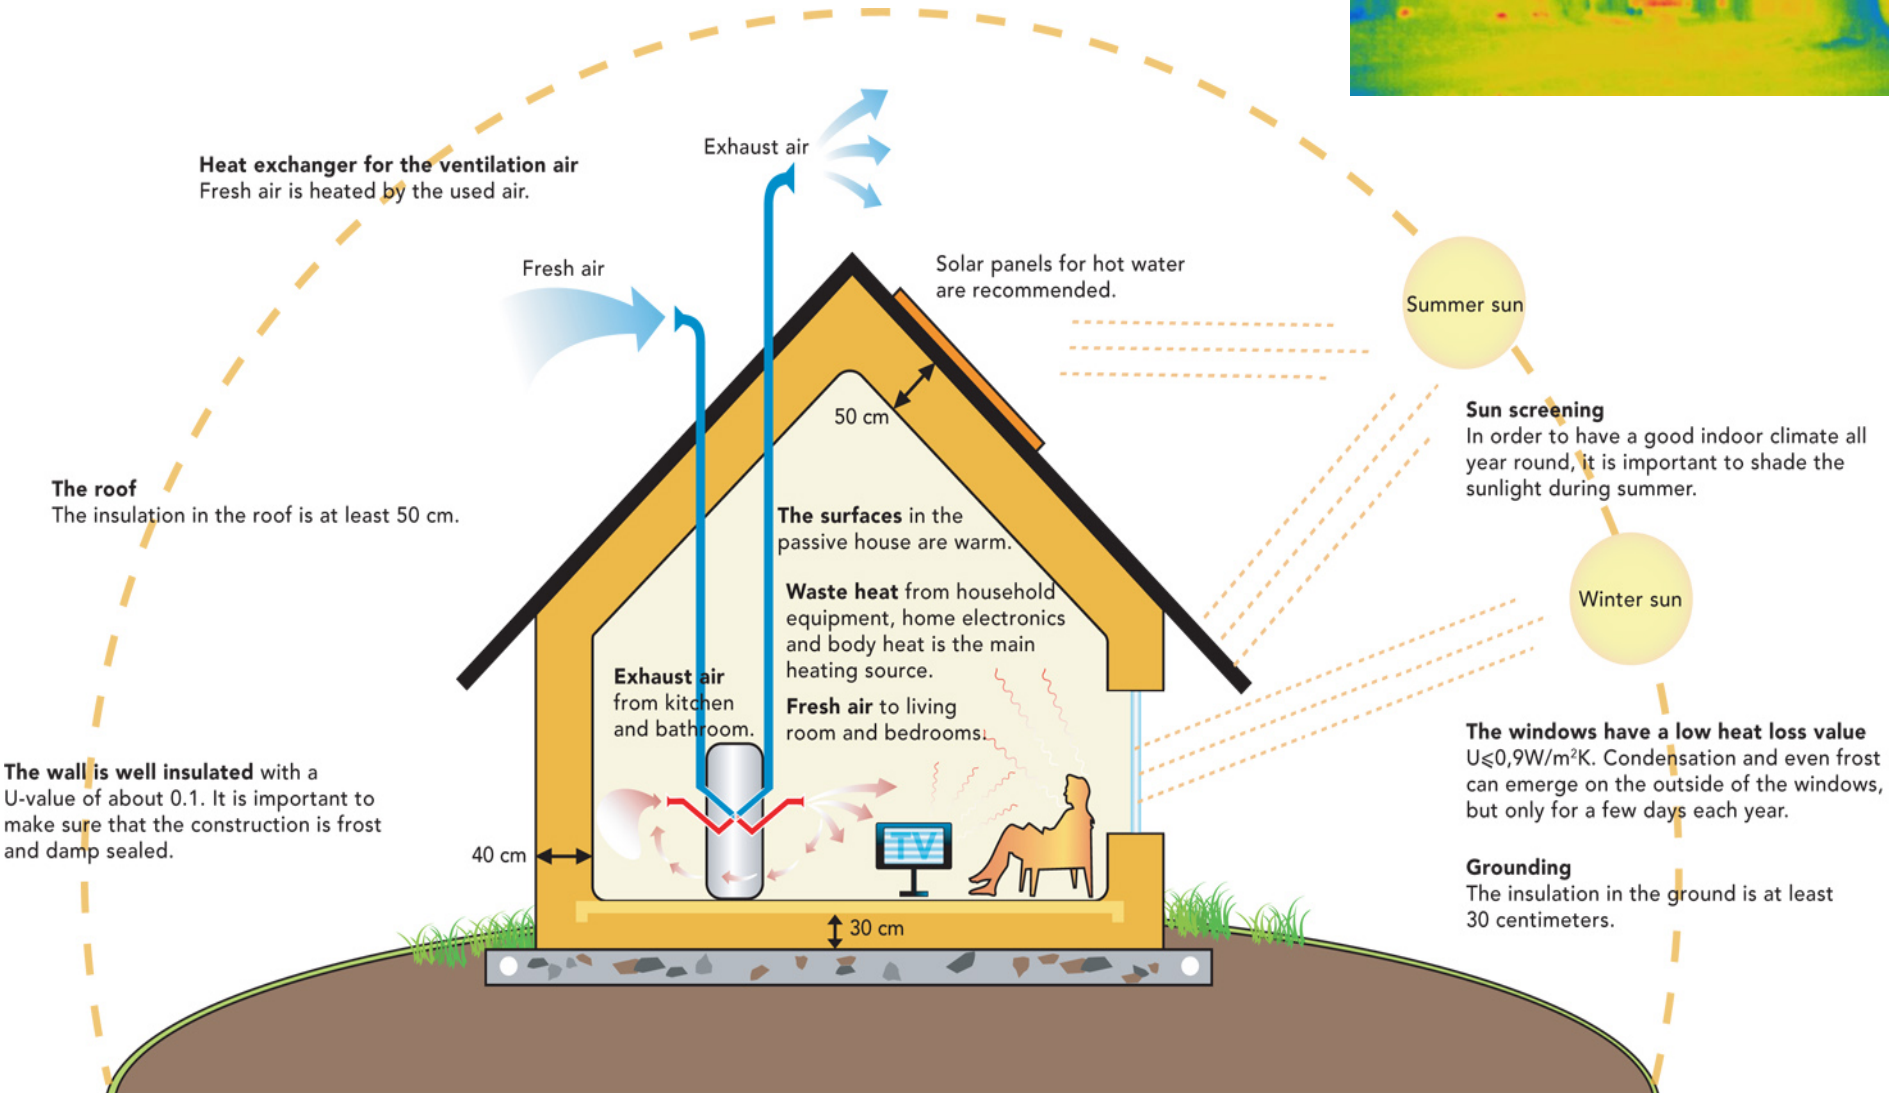 Exhaust air
Heat exchanger for the ventilation air
Fresh air is heated by the used air.
Fresh air
Solar panels for hot water
are recommended.
Summer sun
50 cm
Sun screening
In order to have a good indoor climate all
year round, it is important to shade the
sunlight during summer.
The roof
The insulation in the roof is at least 50 cm.
The surfaces in the
passive house are warm.
Waste heat from household
equipment, home electronics
and body heat is the main
heating source.
Winter sun
Exhaust air
from kitchen
and bathroom.
Fresh air to living
room and bedrooms.
The windows have a low heat loss value
U⩽0,9W/m²K. Condensation and even frost
can emerge on the outside of the windows,
but only for a few days each year.
The wall is well insulated with a
U-value of about 0.1. It is important to
make sure that the construction is frost
and damp sealed.
40 cm
TV
Grounding
The insulation in the ground is at least
30 centimeters.
30 cm